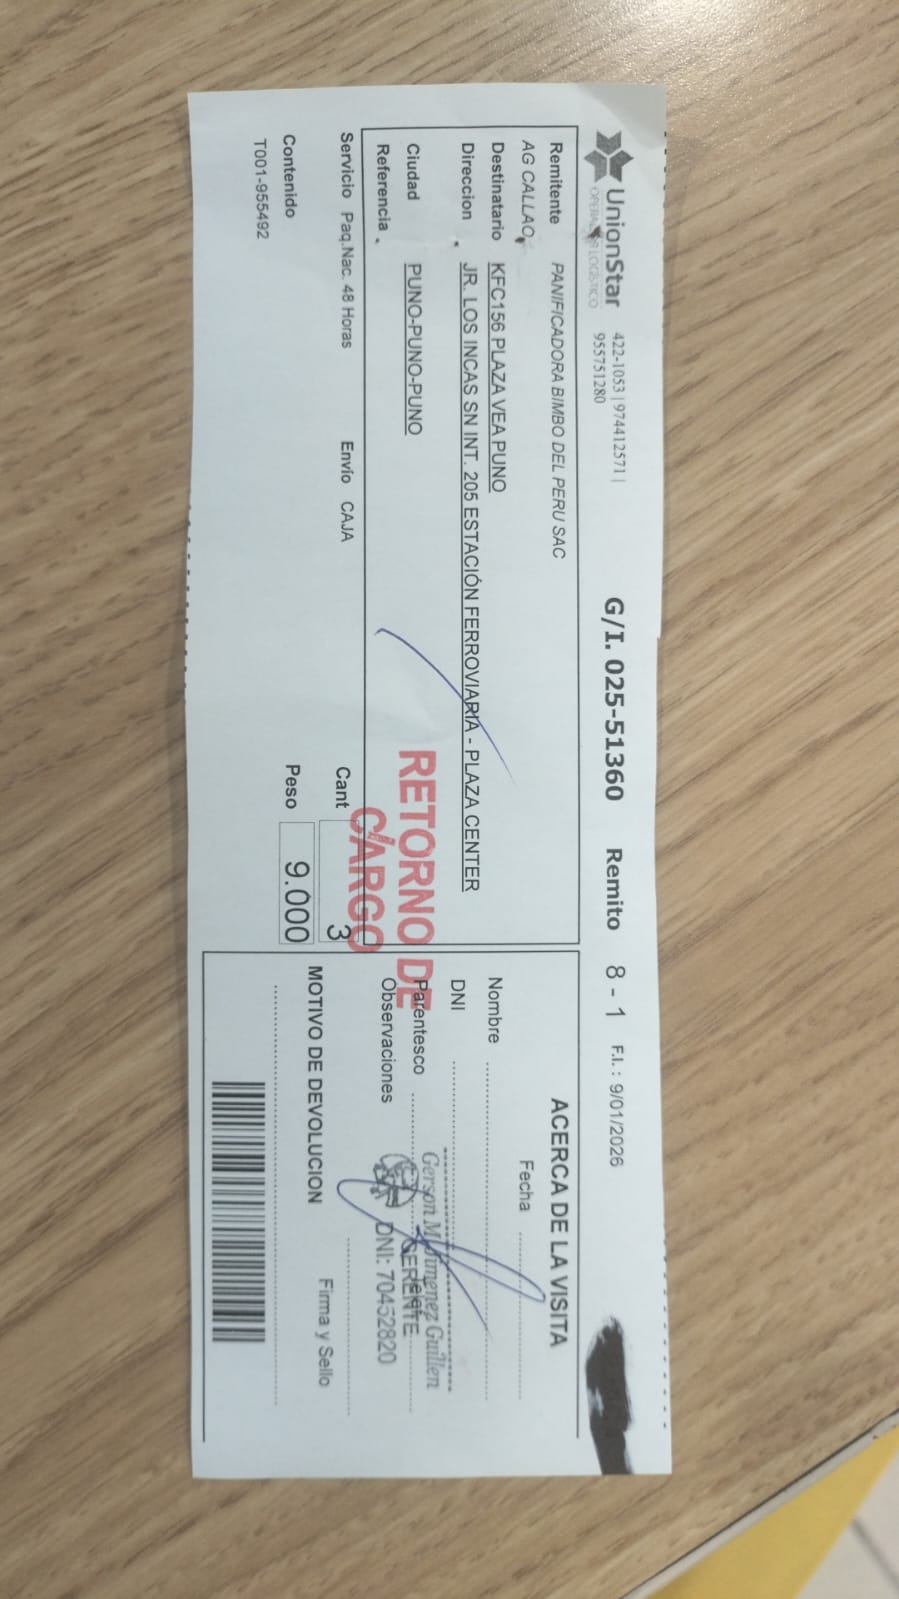 UnionStar
OPERADOR LOGÍSTICO
422-1053 | 974412571 |
955751280
G/I. 025-51360 Remito 8 - 1 F.I. : 9/01/2026
Remitente PANIFICADORA BIMBO DEL PERU SAC
AG CALLAO
Destinatario KFC156 PLAZA VEA PUNO
Direccion JR. LOS INCAS SN INT. 205 ESTACIÓN FERROVIARIA - PLAZA CENTER
Ciudad PUNO-PUNO-PUNO
Referencia
Servicio Paq.Nac. 48 Horas Envío CAJA Cant 3
Contenido Peso 9.000
T001-955492
RETORNO DE
CARGO
ACERCA DE LA VISITA
Fecha
Nombre
DNI
Parentesco Telef
Observaciones
Gerson M. Jimenez Guillen
GERENTE
DNI: 70452820
MOTIVO DE DEVOLUCION Firma y Sello